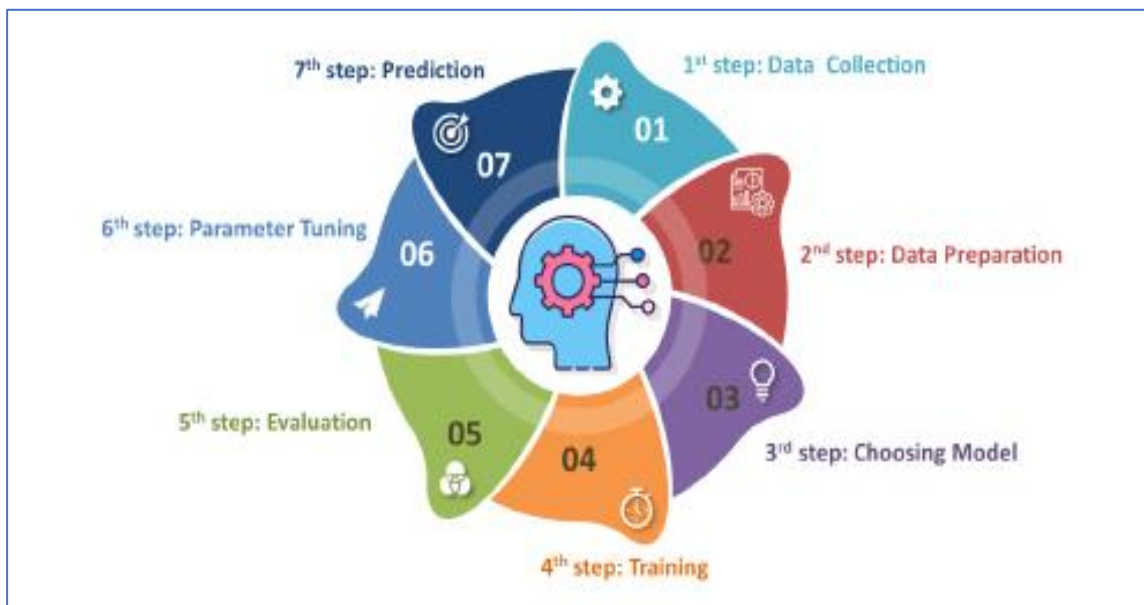 1st step: Data Collection
01
2nd step: Data Preparation
02
3rd step: Choosing Model
03
4th step: Training
04
5th step: Evaluation
05
6th step: Parameter Tuning
06
7th step: Prediction
07